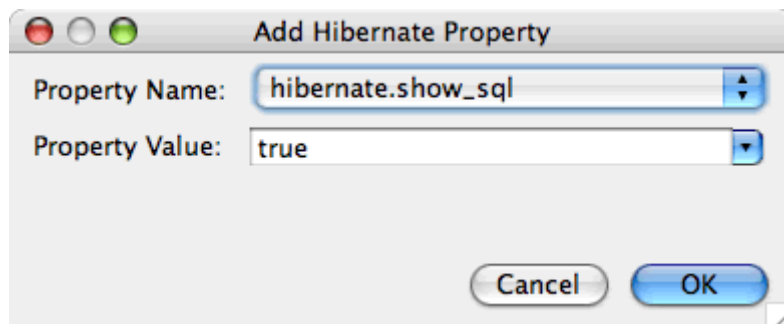 Add Hibernate Property
Property Name: hibernate.show_sql
Property Value: true
Cancel OK